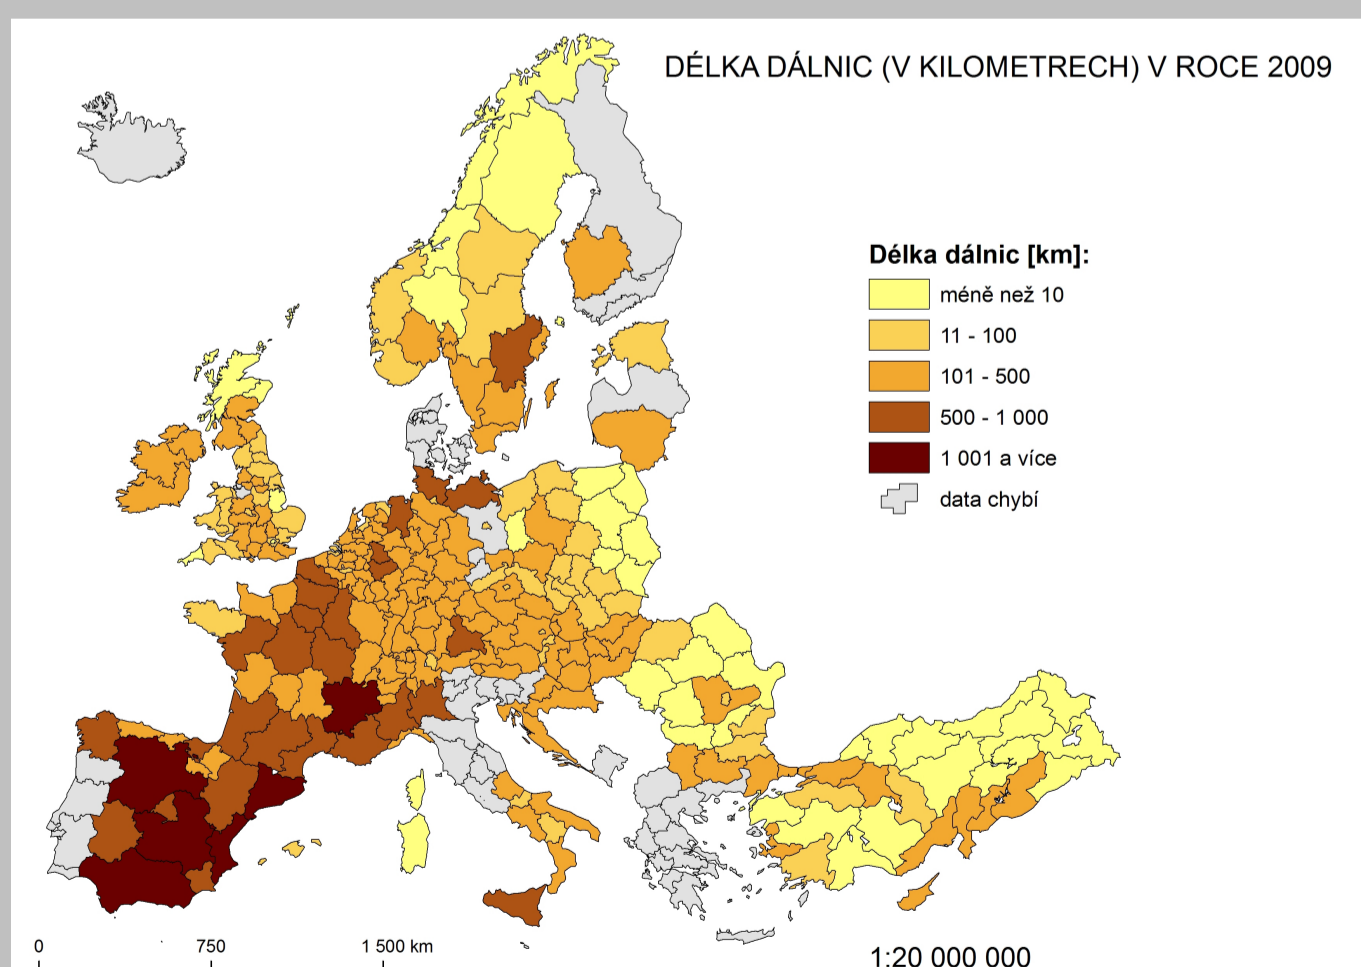 DÉLKA DÁLNIC (V KILOMETRECH) V ROCE 2009
Délka dálnic [km]:
méně než 10
11 - 100
101 - 500
500 - 1 000
1 001 a více
data chybí
0 750 1 500 km
1:20 000 000